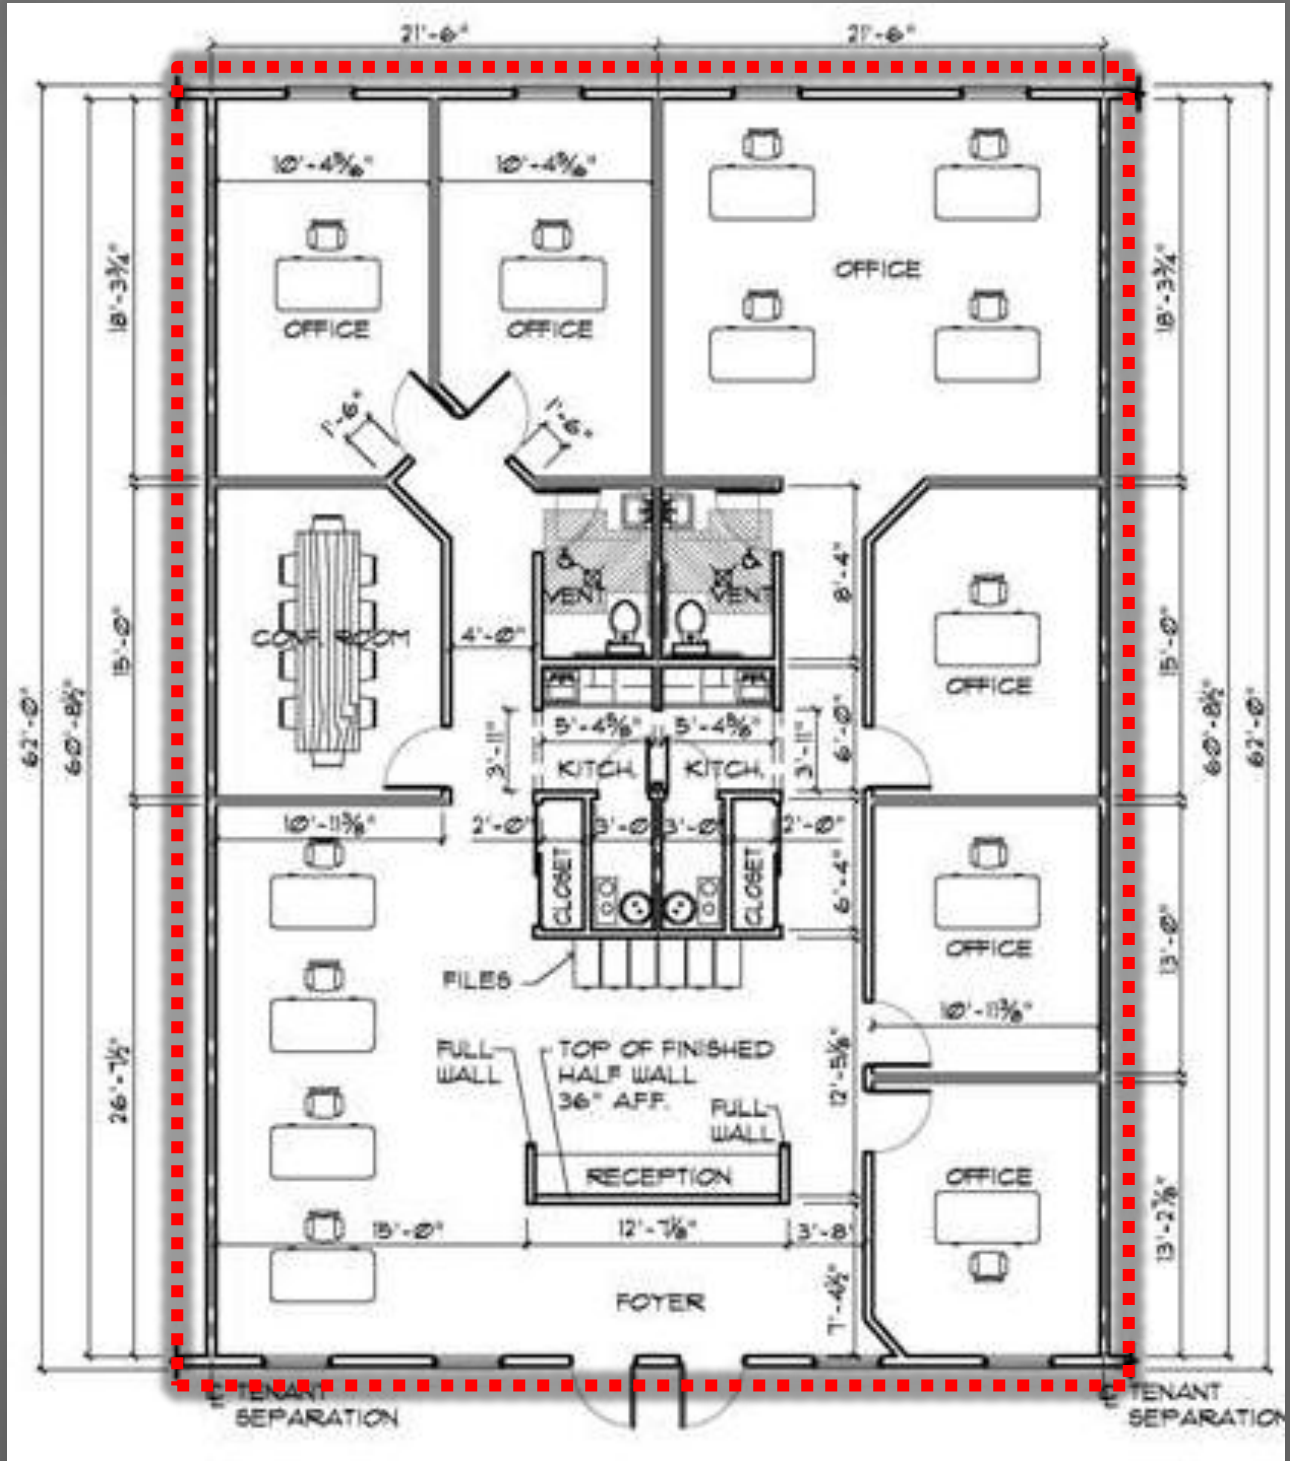 21'-6" 21'-6"
10'-4⅝" 10'-4⅝"
18'-3¾" OFFICE 18'-3¾"
OFFICE OFFICE
1'-6" 1'-6"
8'-4"
VENT VENT
CONF. ROOM 4'-0"
15'-0" 15'-0"
OFFICE
62'-0" 60'-8½" 60'-8½" 62'-0"
5'-4⅝" 5'-4⅝"
3'-11" 3'-11" 6'-0"
KITCH. KITCH.
10'-11⅜" 2'-0" 3'-0" 3'-0" 2'-0"
CLOSET CLOSET 6'-4"
OFFICE
13'-0"
FILES
10'-11⅜"
FULL WALL
TOP OF FINISHED
HALF WALL
36" A.F.F.
26'-7½" 12'-5⅛"
FULL
WALL
RECEPTION OFFICE
15'-0" 12'-7⅛" 3'-8
13'-2⅞"
FOYER 7'-4½"
TENANT
SEPARATION
TENANT
SEPARATION